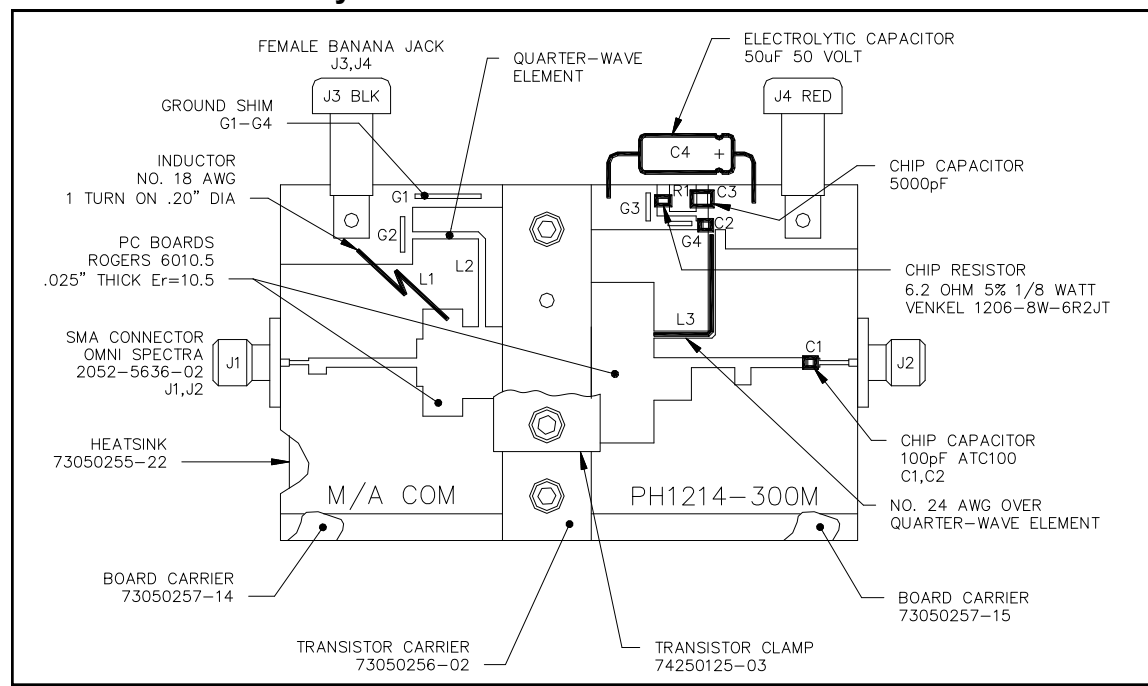 FEMALE BANANA JACK
J3,J4
QUARTER-WAVE
ELEMENT
ELECTROLYTIC CAPACITOR
50uF 50 VOLT
J3 BLK
J4 RED
GROUND SHIM
G1-G4
C4 +
INDUCTOR
NO. 18 AWG
1 TURN ON .20" DIA
CHIP CAPACITOR
5000pF
G1
R1
C3
G3
G2
C2
G4
PC BOARDS
ROGERS 6010.5
.025" THICK Er=10.5
L1
L2
CHIP RESISTOR
6.2 OHM 5% 1/8 WATT
VENKEL 1206-8W-6R2JT
L3
SMA CONNECTOR
OMNI SPECTRA
2052-5636-02
J1,J2
J1
C1
J2
HEATSINK
73050255-22
CHIP CAPACITOR
100pF ATC100
C1,C2
M/A COM
PH1214-300M
NO. 24 AWG OVER
QUARTER-WAVE ELEMENT
BOARD CARRIER
73050257-14
BOARD CARRIER
73050257-15
TRANSISTOR CARRIER
73050256-02
TRANSISTOR CLAMP
74250125-03